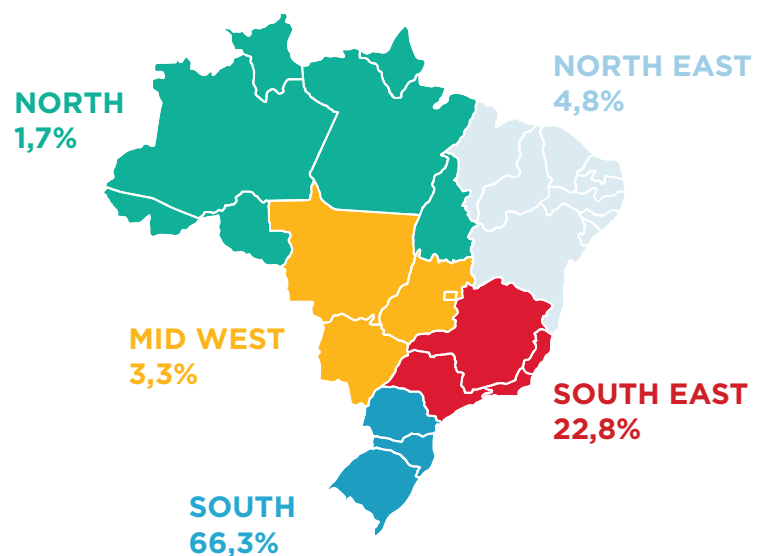 NORTH EAST
4,8%
NORTH
1,7%
MID WEST
3,3%
SOUTH EAST
22,8%
SOUTH
66,3%